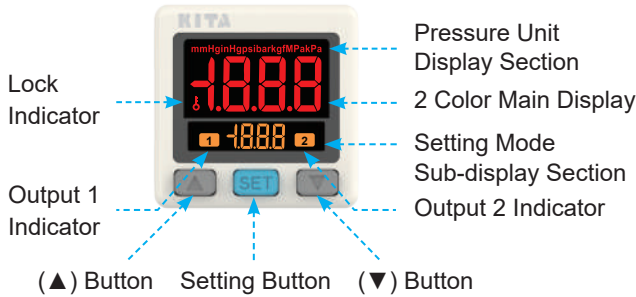 KITA
mmHginHgpsibarkgfMPakPa
-1.8.8.8
1
-1.8.8.8
2
▲
SET
▼
Lock
Indicator
Output 1
Indicator
Pressure Unit
Display Section
2 Color Main Display
Setting Mode
Sub-display Section
Output 2 Indicator
(▲) Button
Setting Button
(▼) Button